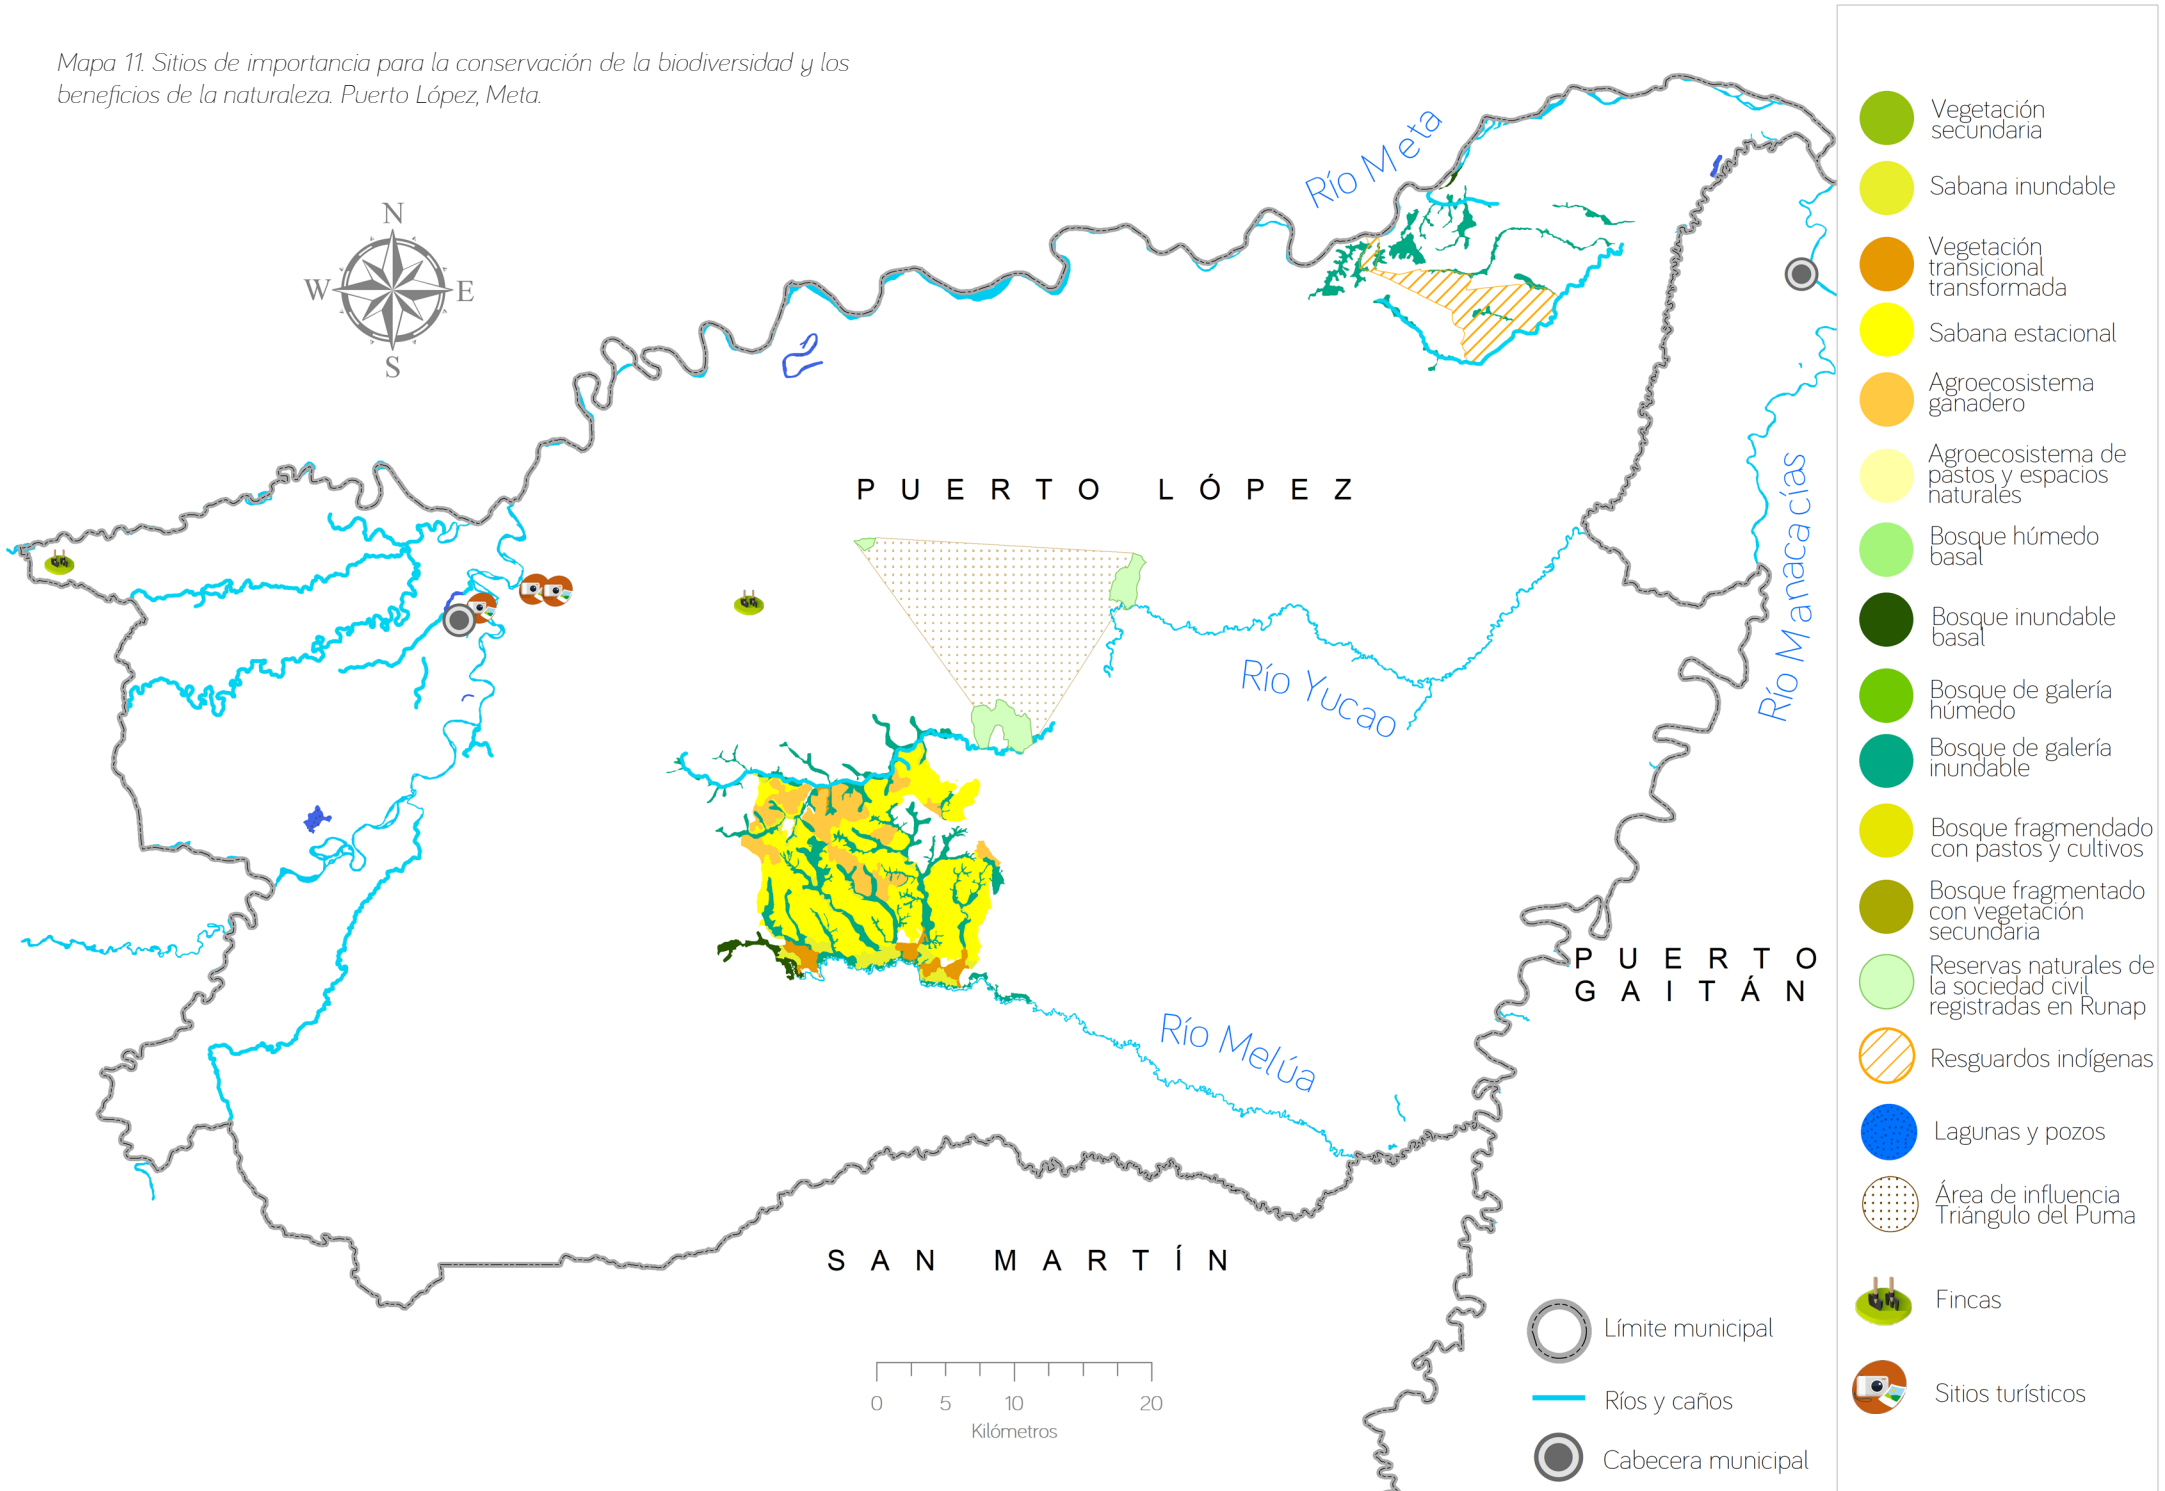 Mapa 11. Sitios de importancia para la conservación de la biodiversidad y los
beneficios de la naturaleza. Puerto López, Meta.
N
W
E
S
Río Meta
PUERTO LÓPEZ
Río Yucao
Río Manacacías
PUERTO
GAITÁN
Río Melúa
SAN MARTÍN
0
5
10
20
Kilómetros
Límite municipal
Ríos y caños
Cabecera municipal
Vegetación
secundaria
Sabana inundable
Vegetación
transicional
transformada
Sabana estacional
Agroecosistema
ganadero
Agroecosistema de
pastos y espacios
naturales
Bosque húmedo
basal
Bosque inundable
basal
Bosque de galería
húmedo
Bosque de galería
inundable
Bosque fragmendado
con pastos y cultivos
Bosque fragmentado
con vegetación
secundaria
Reservas naturales de
la sociedad civil
registradas en Runap
Resguardos indígenas
Lagunas y pozos
Área de influencia
Triángulo del Puma
Fincas
Sitios turísticos